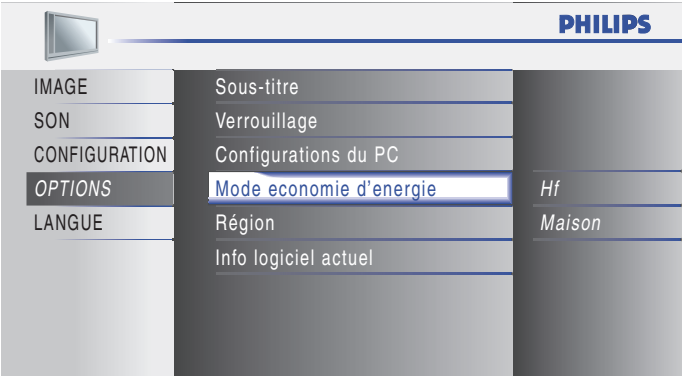 PHILIPS
IMAGE
SON
CONFIGURATION
OPTIONS
LANGUE
Sous-titre
Verrouillage
Configurations du PC
Mode economie d'energie
Région
Info logiciel actuel
Hf
Maison